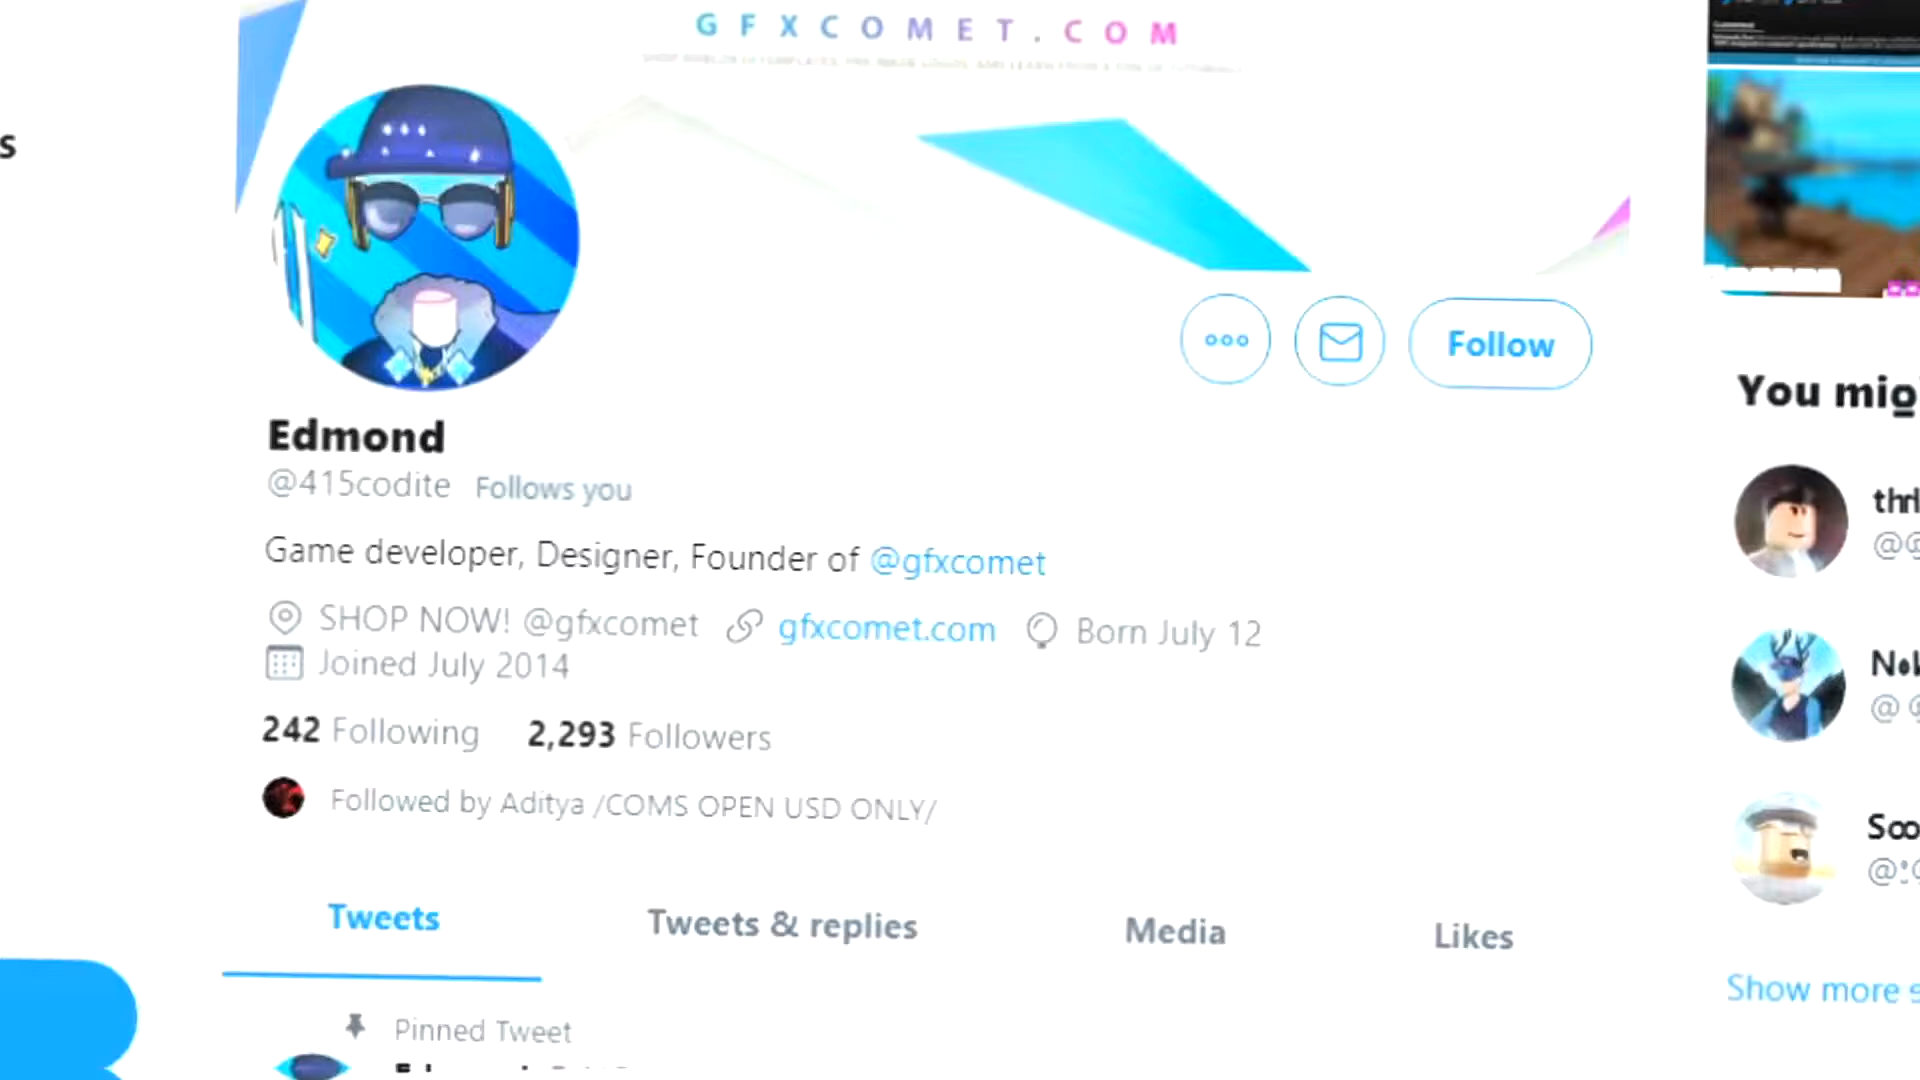 GFXCOMET.COM
s
Follow
Edmond
@415codite Follows you
Game developer, Designer, Founder of @gfxcomet
SHOP NOW! @gfxcomet gfxcomet.com Born July 12
Joined July 2014
242 Following 2,293 Followers
Followed by Aditya /COMS OPEN USD ONLY/
Tweets Tweets & replies Media Likes
Pinned Tweet
You mig
Show more